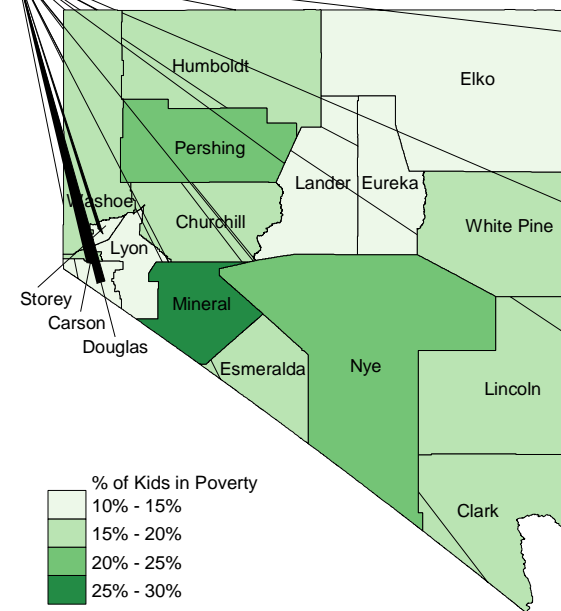 Humboldt
Elko
Pershing
Lander
Eureka
Washoe
Churchill
White Pine
Lyon
Storey
Mineral
Carson
Douglas
Esmeralda
Nye
Lincoln
Clark
% of Kids in Poverty
10% - 15%
15% - 20%
20% - 25%
25% - 30%